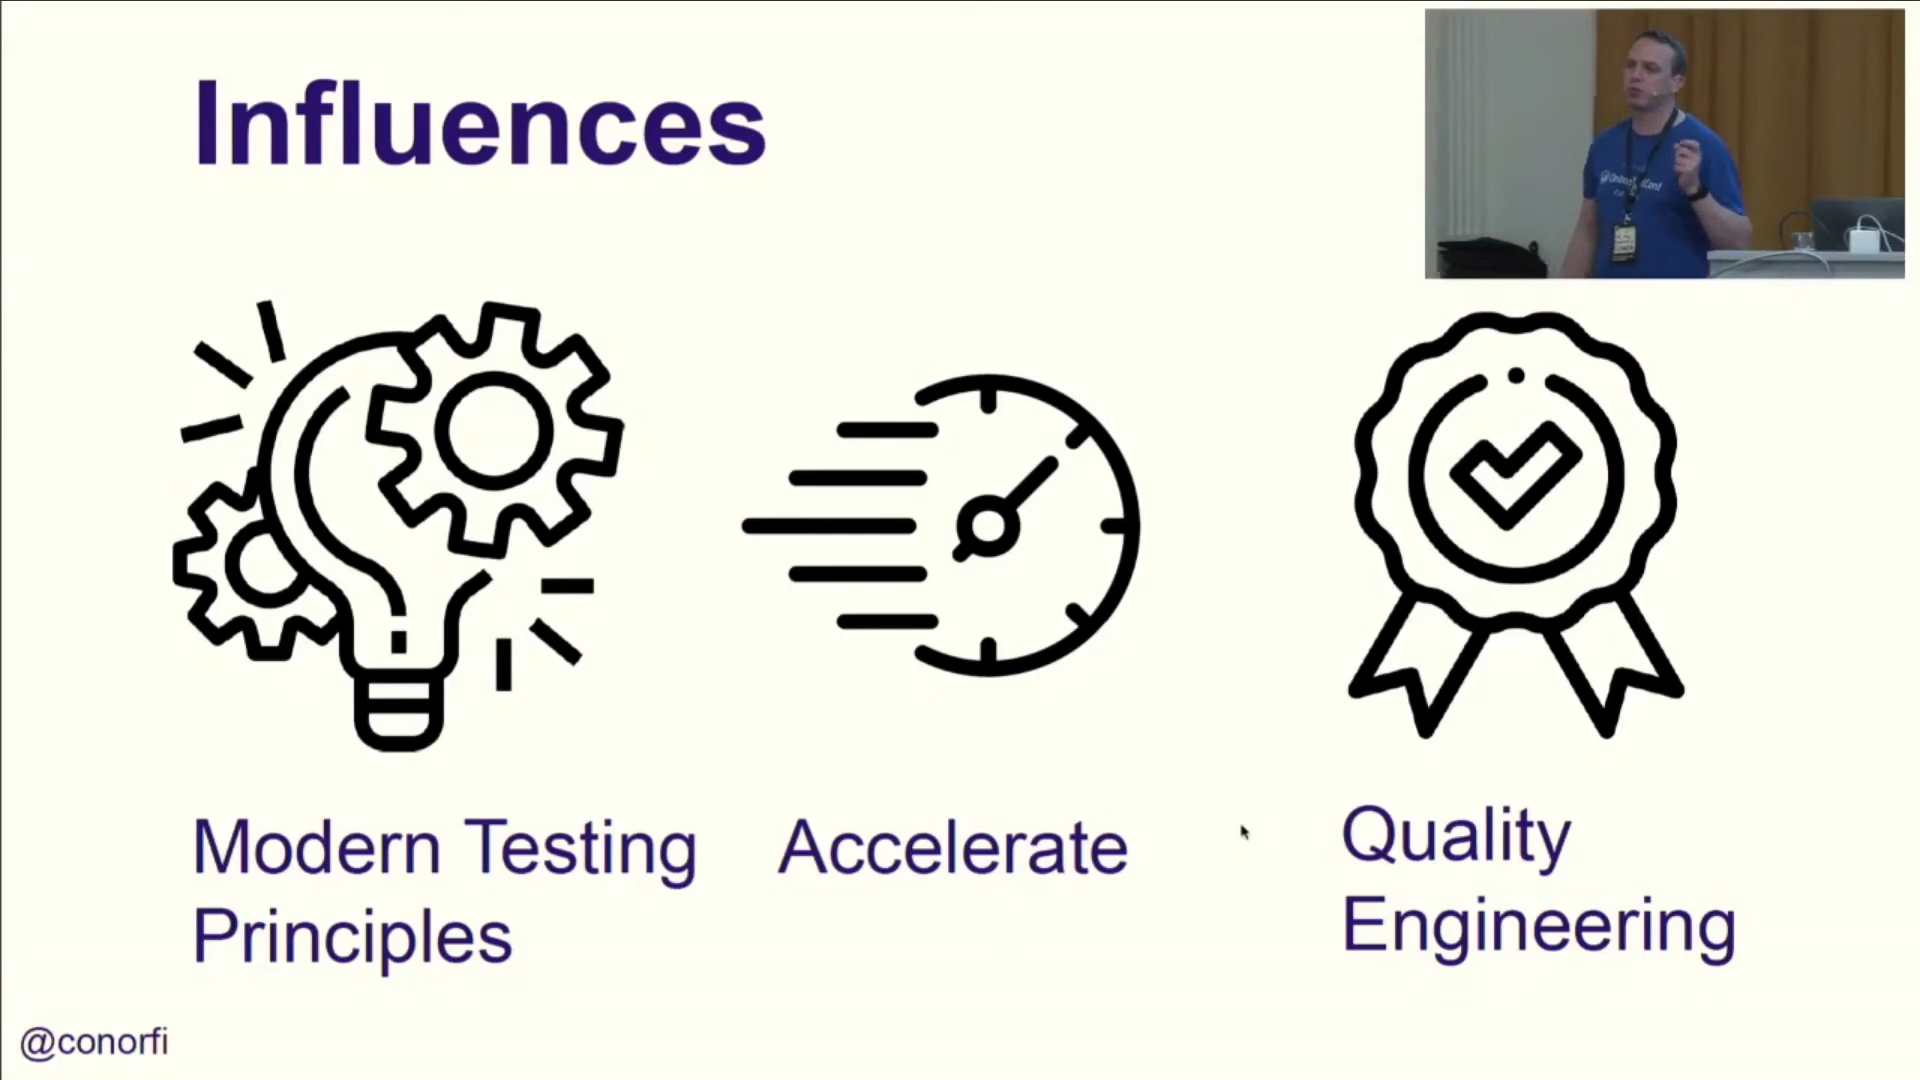 Influences
Modern Testing
Principles
Accelerate
Quality
Engineering
@conorfi